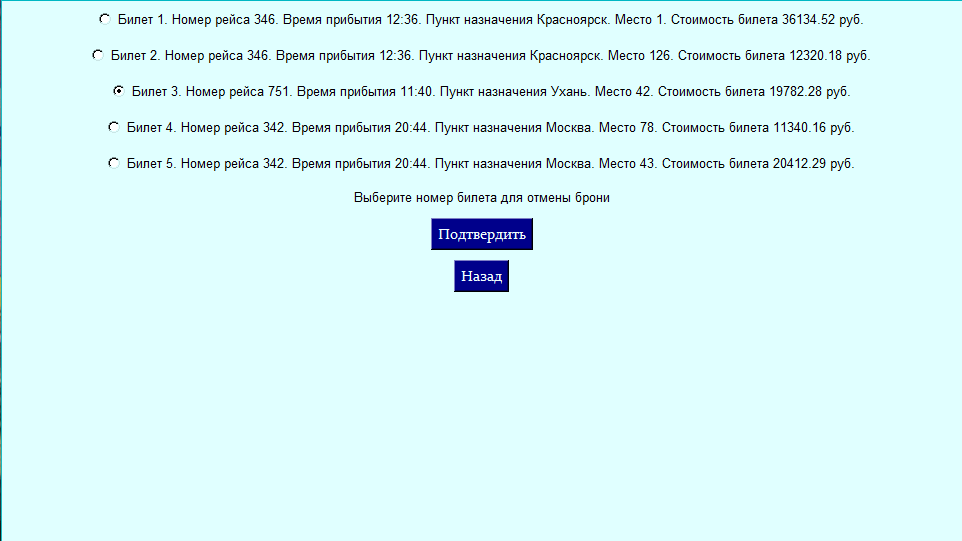 Билет 1. Номер рейса 346. Время прибытия 12:36. Пункт назначения Красноярск. Место 1. Стоимость билета 36134.52 руб.
Билет 2. Номер рейса 346. Время прибытия 12:36. Пункт назначения Красноярск. Место 126. Стоимость билета 12320.18 руб.
Билет 3. Номер рейса 751. Время прибытия 11:40. Пункт назначения Ухань. Место 42. Стоимость билета 19782.28 руб.
Билет 4. Номер рейса 342. Время прибытия 20:44. Пункт назначения Москва. Место 78. Стоимость билета 11340.16 руб.
Билет 5. Номер рейса 342. Время прибытия 20:44. Пункт назначения Москва. Место 43. Стоимость билета 20412.29 руб.
Выберите номер билета для отмены брони
Подтвердить
Назад